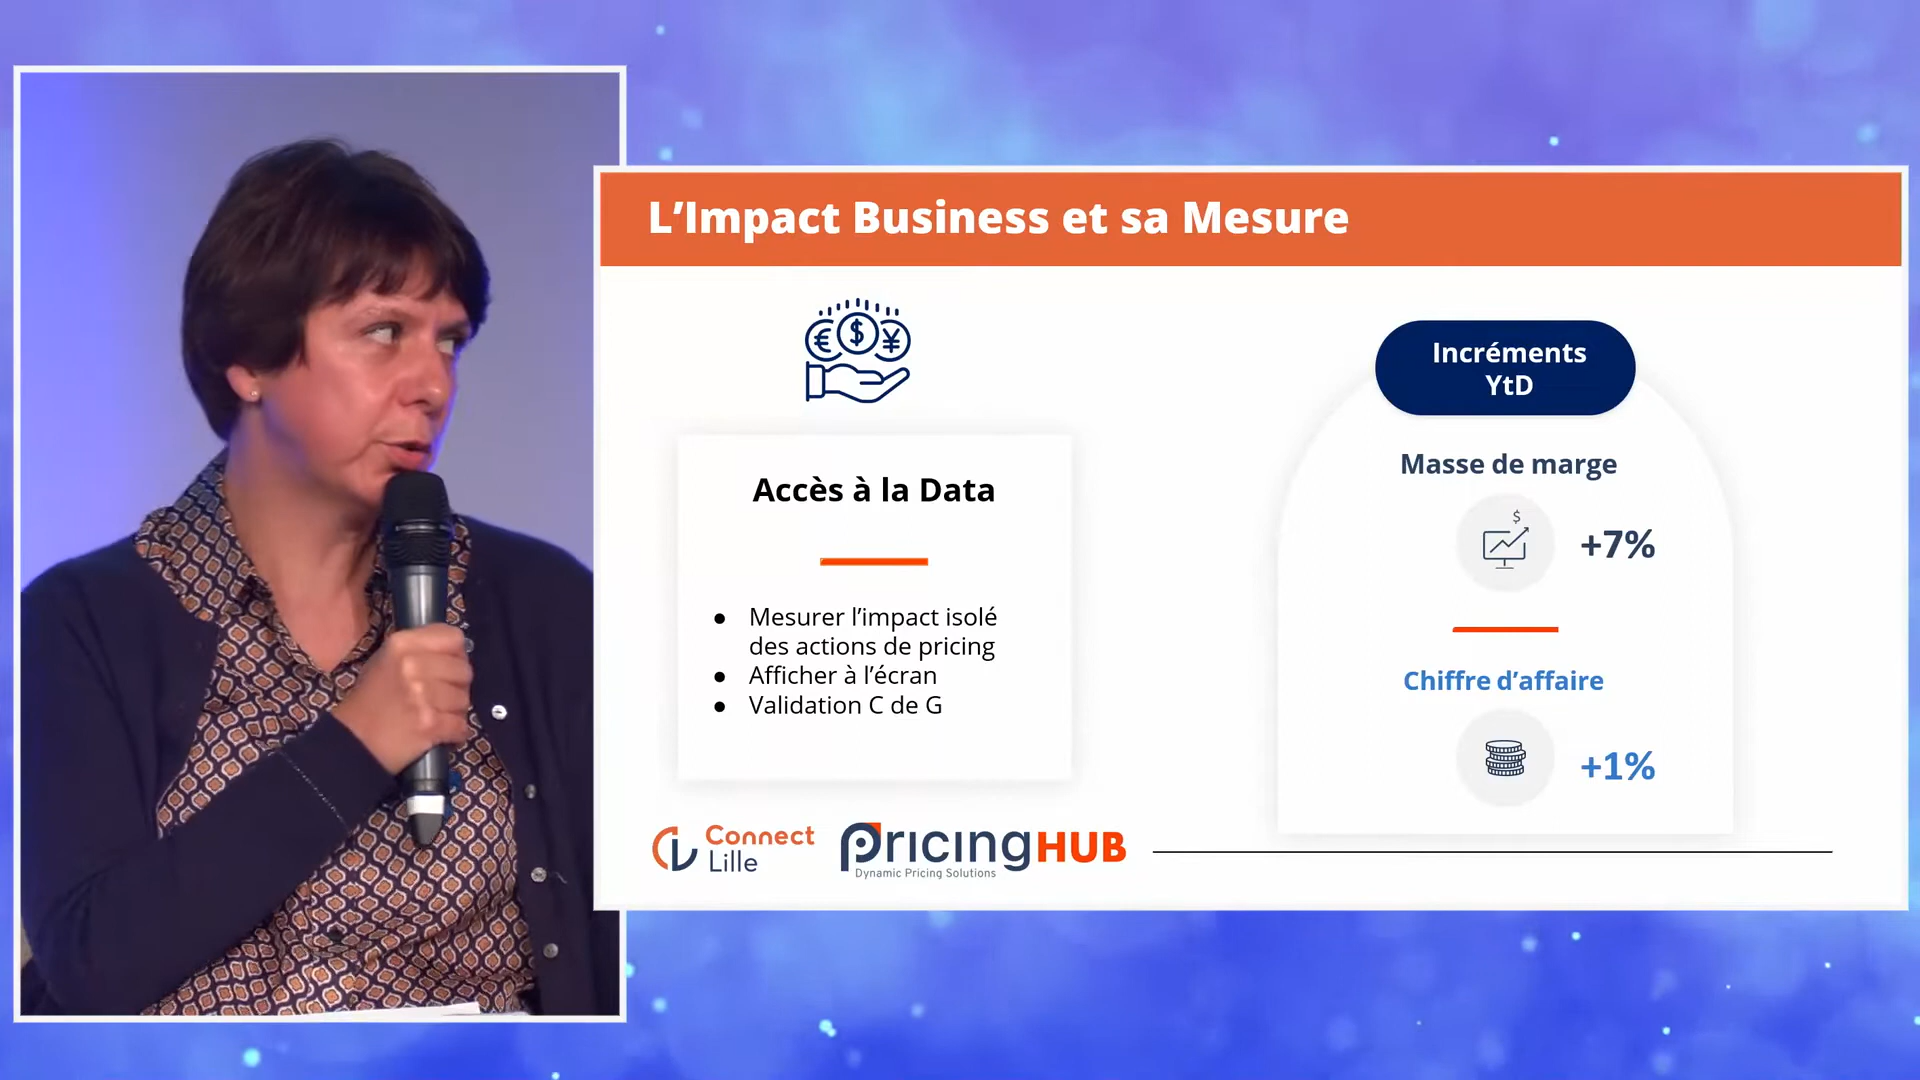 L’Impact Business et sa Mesure
€ $ ¥
Accès à la Data
● Mesurer l’impact isolé
des actions de pricing
● Afficher à l’écran
● Validation C de G
Incréments
YtD
Masse de marge
$
+7%
Chiffre d’affaire
+1%
Connect
Lille
PricingHUB
Dynamic Pricing Solutions